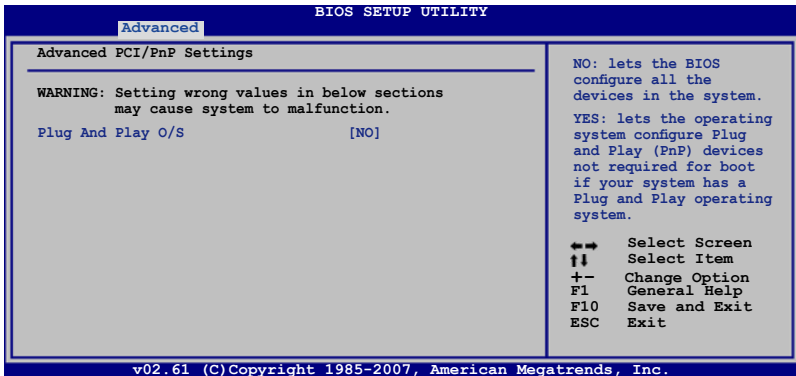 BIOS SETUP UTILITY
Advanced
Advanced PCI/PnP Settings
WARNING: Setting wrong values in below sections
may cause system to malfunction.
Plug And Play O/S [NO]
NO: lets the BIOS
configure all the
devices in the system.
YES: lets the operating
system configure Plug
and Play (PnP) devices
not required for boot
if your system has a
Plug and Play operating
system.
←→ Select Screen
↑↓ Select Item
+- Change Option
F1 General Help
F10 Save and Exit
ESC Exit
v02.61 (C)Copyright 1985-2007, American Megatrends, Inc.